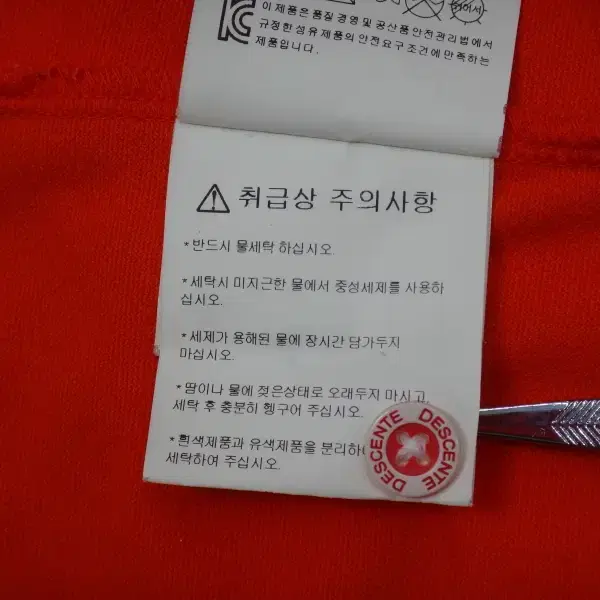 이 제품은 품질 경영 및 공산품 안전관리법에서
규정한 섬유 제품의 안전요구 조건에 만족하는
제품입니다.
취급상 주의사항
* 반드시 물세탁 하십시오.
* 세탁시 미지근한 물에서 중성세제를 사용하
십시오.
* 세제가 용해된 물에 장시간 담가두지
마십시오.
* 땀이나 물에 젖은상태로 오래두지 마시고,
세탁 후 충분히 헹구어 주십시오.
* 흰색제품과 유색제품을 분리하
세탁하여 주십시오.
DESCENTE DESCENTE